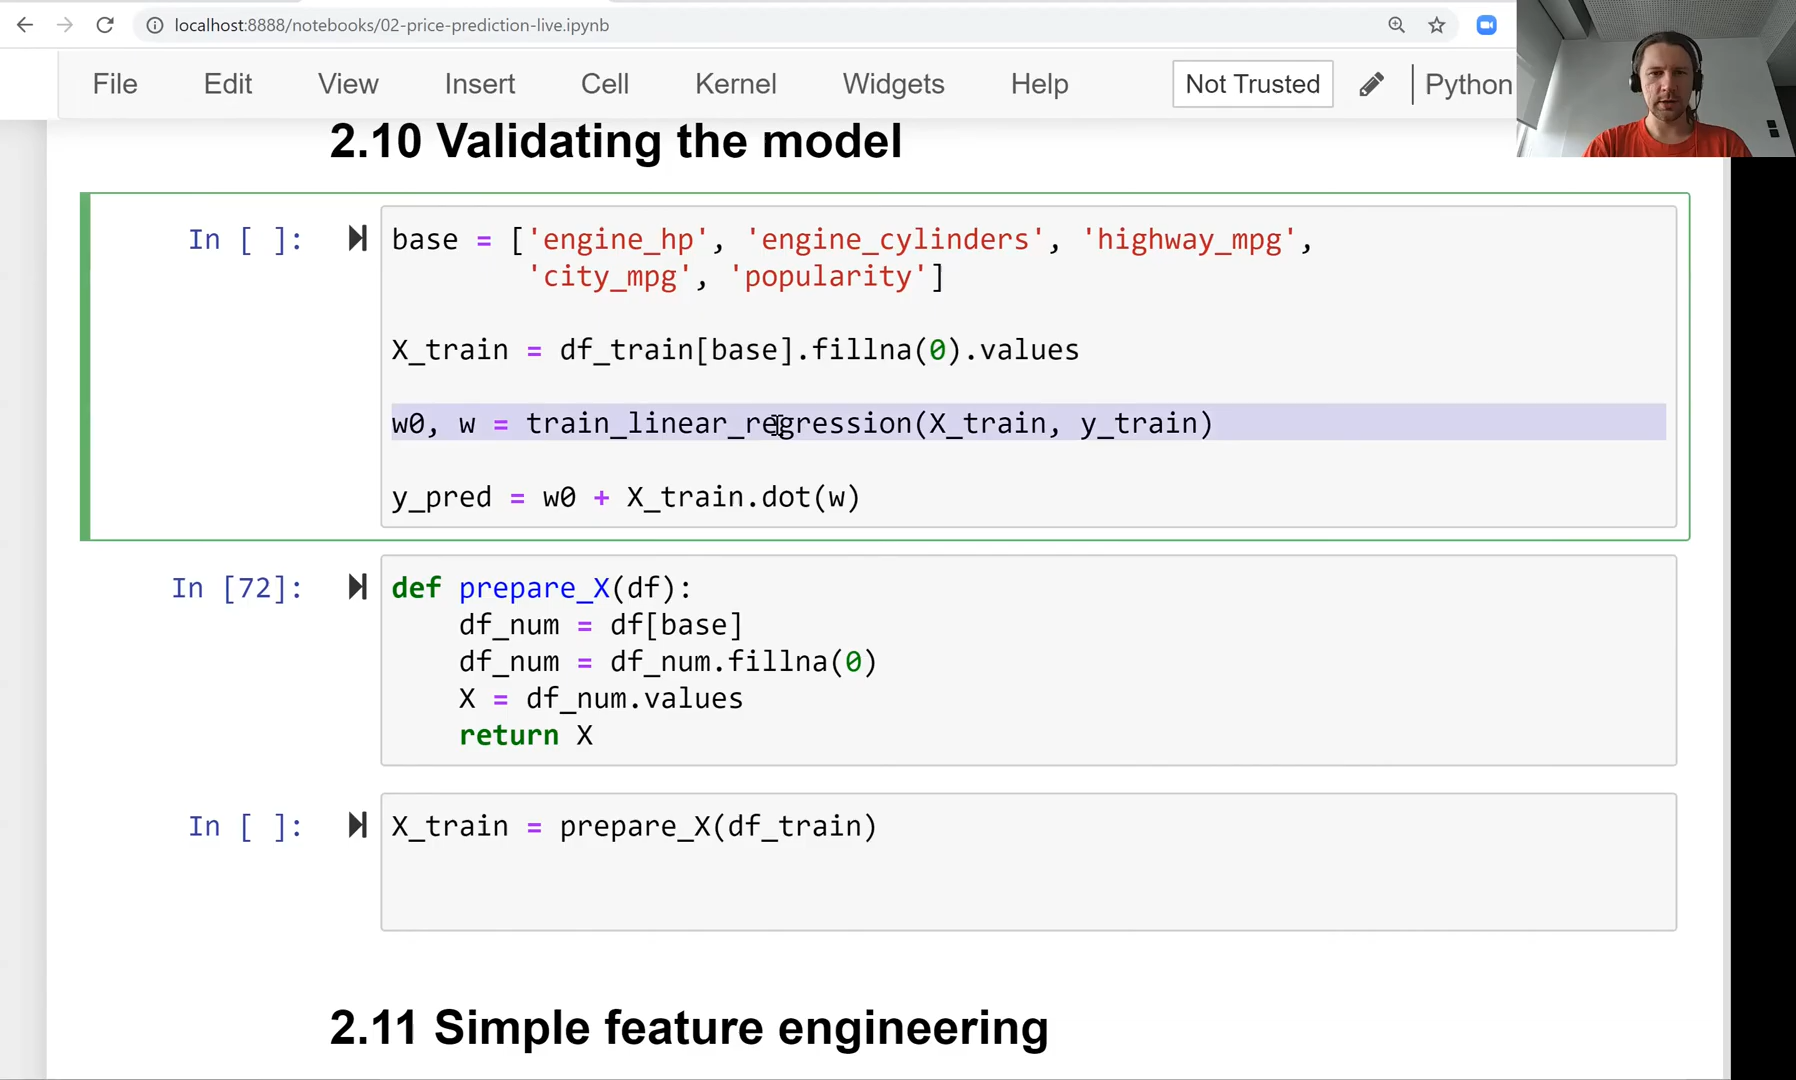 localhost:8888/notebooks/02-price-prediction-live.ipynb
File Edit View Insert Cell Kernel Widgets Help Not Trusted Python
2.10 Validating the model
In [ ]: base = ['engine_hp', 'engine_cylinders', 'highway_mpg',
'city_mpg', 'popularity']
X_train = df_train[base].fillna(0).values
w0, w = train_linear_regression(X_train, y_train)
y_pred = w0 + X_train.dot(w)
In [72]: def prepare_X(df):
df_num = df[base]
df_num = df_num.fillna(0)
X = df_num.values
return X
In [ ]: X_train = prepare_X(df_train)
2.11 Simple feature engineering